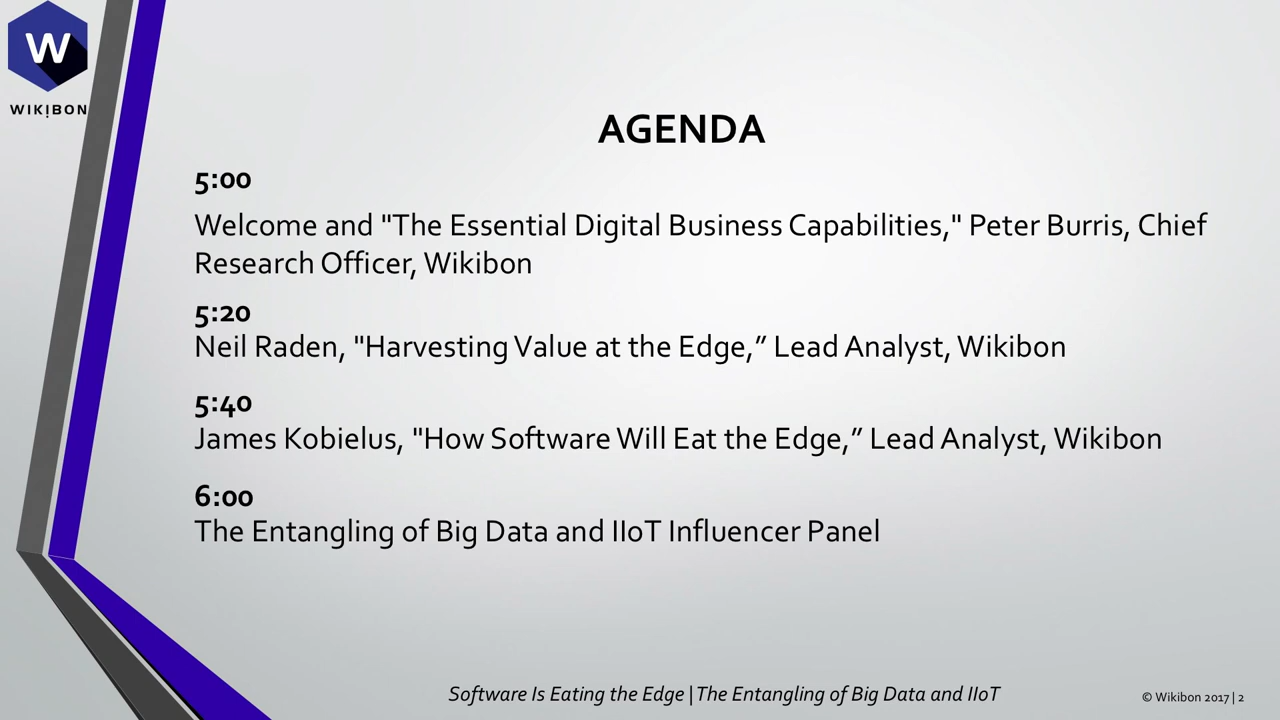 W
WIKIBON
AGENDA
5:00
Welcome and "The Essential Digital Business Capabilities," Peter Burris, Chief
Research Officer, Wikibon
5:20
Neil Raden, "Harvesting Value at the Edge,” Lead Analyst, Wikibon
5:40
James Kobielus, "How Software Will Eat the Edge,” Lead Analyst, Wikibon
6:00
The Entangling of Big Data and IIoT Influencer Panel
Software Is Eating the Edge | The Entangling of Big Data and IIoT
© Wikibon 2017 | 2